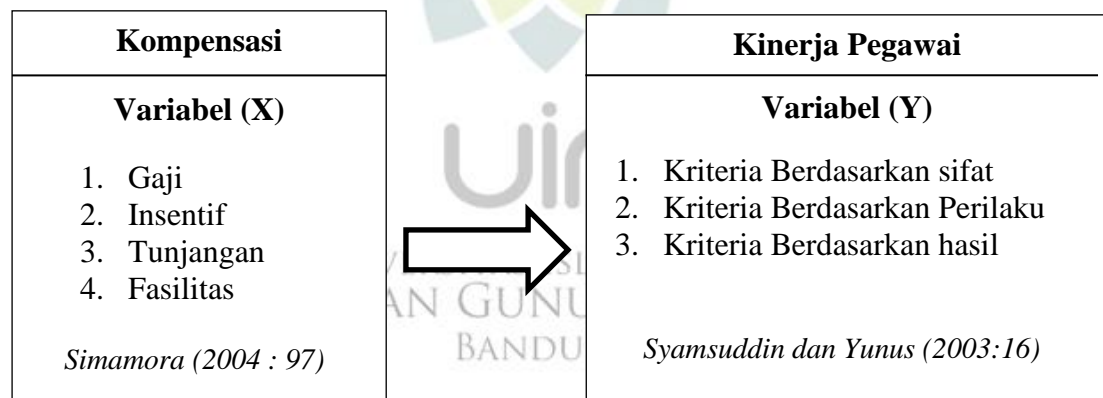 Kompensasi
Variabel (X)
1. Gaji
2. Insentif
3. Tunjangan
4. Fasilitas
Simamora (2004 : 97)
Kinerja Pegawai
Variabel (Y)
1. Kriteria Berdasarkan sifat
2. Kriteria Berdasarkan Perilaku
3. Kriteria Berdasarkan hasil
Syamsuddin dan Yunus (2003:16)